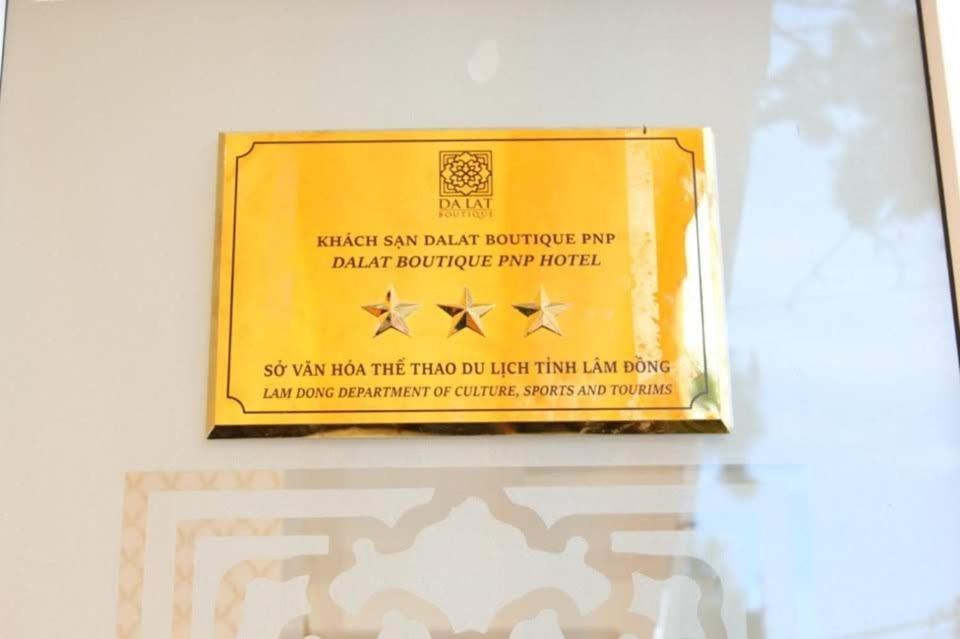 DA LAT
BOUTIQUE
KHÁCH SẠN DALAT BOUTIQUE PNP
DALAT BOUTIQUE PNP HOTEL
SỞ VĂN HÓA THỂ THAO DU LỊCH TỈNH LÂM ĐỒNG
LAM DONG DEPARTMENT OF CULTURE, SPORTS AND TOURIMS